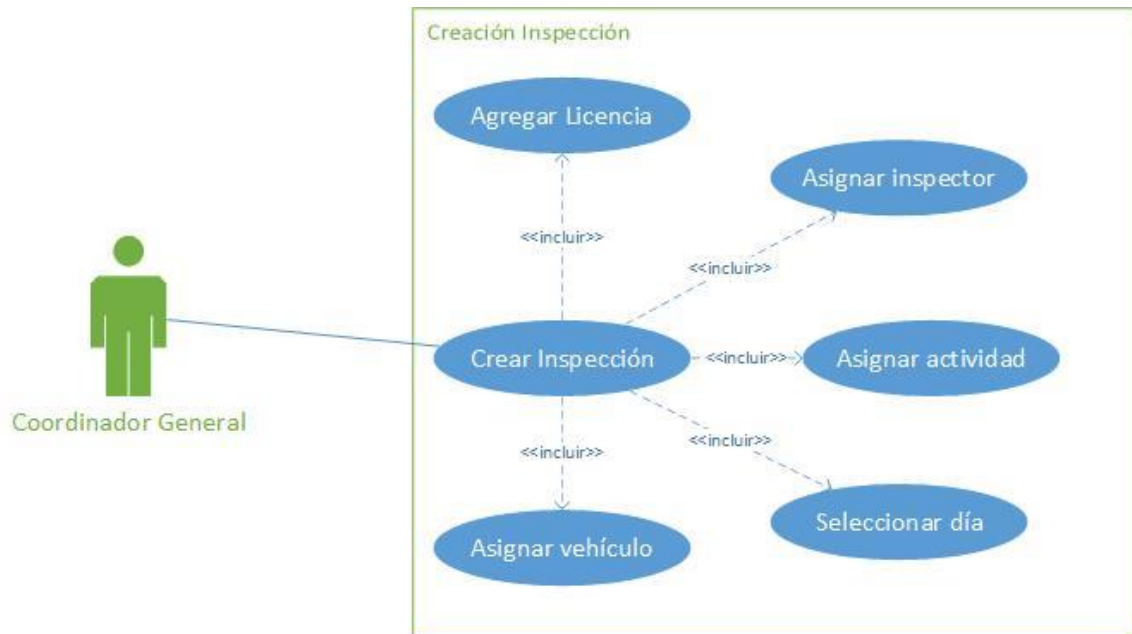 Creación Inspección
Agregar Licencia
Asignar inspector
<<incluir>>
<<incluir>>
Crear Inspección
<<incluir>>
Asignar actividad
Coordinador General
<<incluir>>
<<incluir>>
Seleccionar día
Asignar vehículo